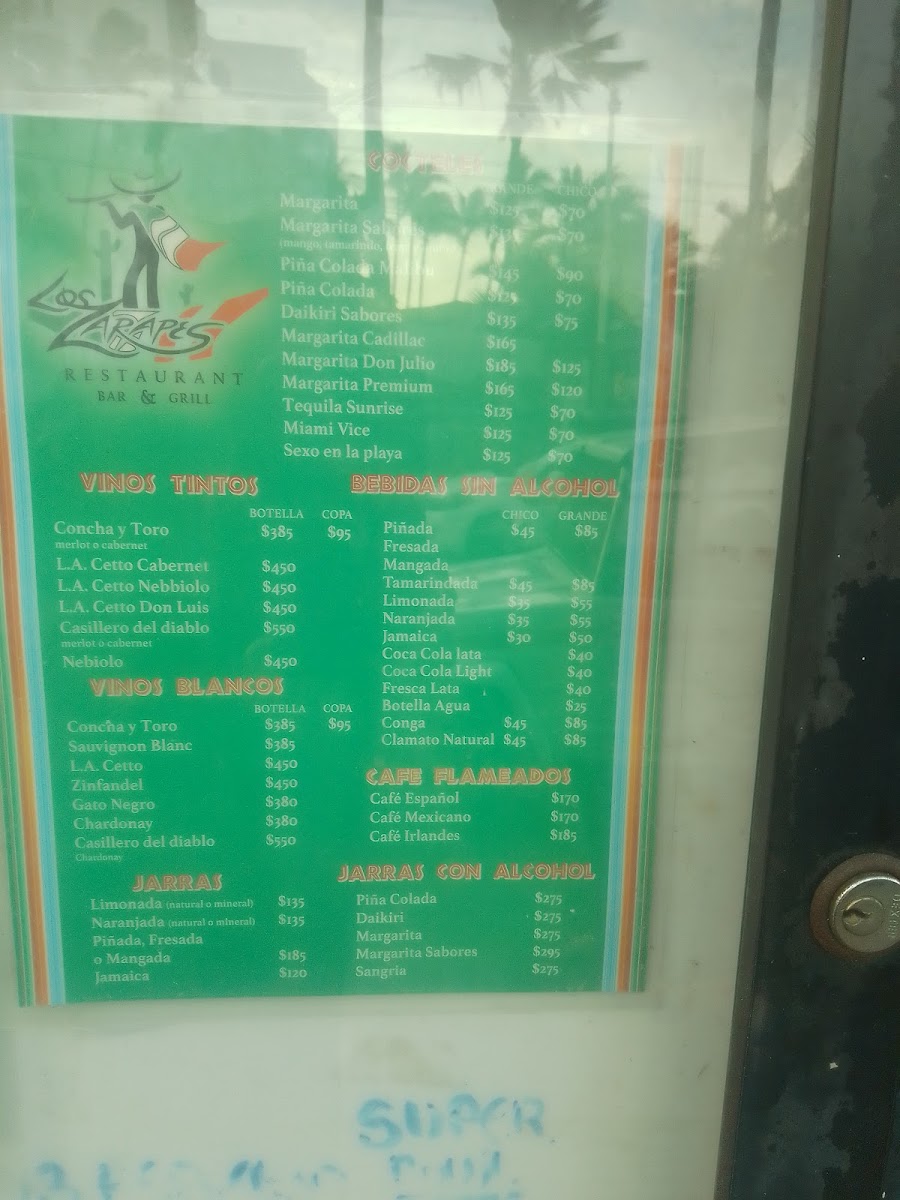 LOS ZARAPES
RESTAURANT
BAR & GRILL
COCTELES
GRANDE CHICO
Margarita $125 $70
Margarita Sabores $70
(mango, tamarindo,
Piña Colada Malibu $145 $90
Piña Colada $125 $70
Daikiri Sabores $135 $75
Margarita Cadillac $165
Margarita Don Julio $185 $125
Margarita Premium $165 $120
Tequila Sunrise $125 $70
Miami Vice $125 $70
Sexo en la playa $125 $70
VINOS TINTOS
BOTELLA COPA
Concha y Toro $385 $95
merlot o cabernet
L.A. Cetto Cabernet $450
L.A. Cetto Nebbiolo $450
L.A. Cetto Don Luis $450
Casillero del diablo $550
merlot o cabernet
Nebiolo $450
VINOS BLANCOS
BOTELLA COPA
Concha y Toro $385 $95
Sauvignon Blanc $385
L.A. Cetto $450
Zinfandel $450
Gato Negro $380
Chardonay $380
Casillero del diablo $550
Chardonay
JARRAS
Limonada (natural o mineral) $135
Naranjada (natural o mineral) $135
Piñada, Fresada
o Mangada $185
Jamaica $120
BEBIDAS SIN ALCOHOL
CHICO GRANDE
Piñada $45 $85
Fresada
Mangada
Tamarindada $45 $85
Limonada $35 $55
Naranjada $35 $55
Jamaica $30 $50
Coca Cola lata $40
Coca Cola Light $40
Fresca Lata $40
Botella Agua $25
Conga $45 $85
Clamato Natural $45 $85
CAFE FLAMEADOS
Café Español $170
Café Mexicano $170
Café Irlandes $185
JARRAS CON ALCOHOL
Piña Colada $275
Daikiri $275
Margarita $275
Margarita Sabores $295
Sangria $275
SUPER